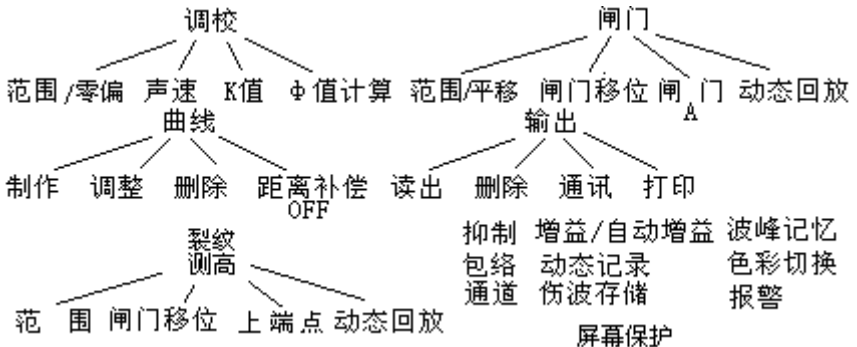 调校 闸门
范围/零偏 声速 K值 Φ值计算 范围/平移 闸门移位 闸 门 动态回放
A
曲线 输出
制作 调整 删除 距离补偿 读出 删除 通讯 打印
OFF
裂纹 抑制 增益/自动增益 波峰记忆
测高 包络 动态记录 色彩切换
通道 伤波存储 报警
范 围 闸门移位 上端点 动态回放
屏幕保护